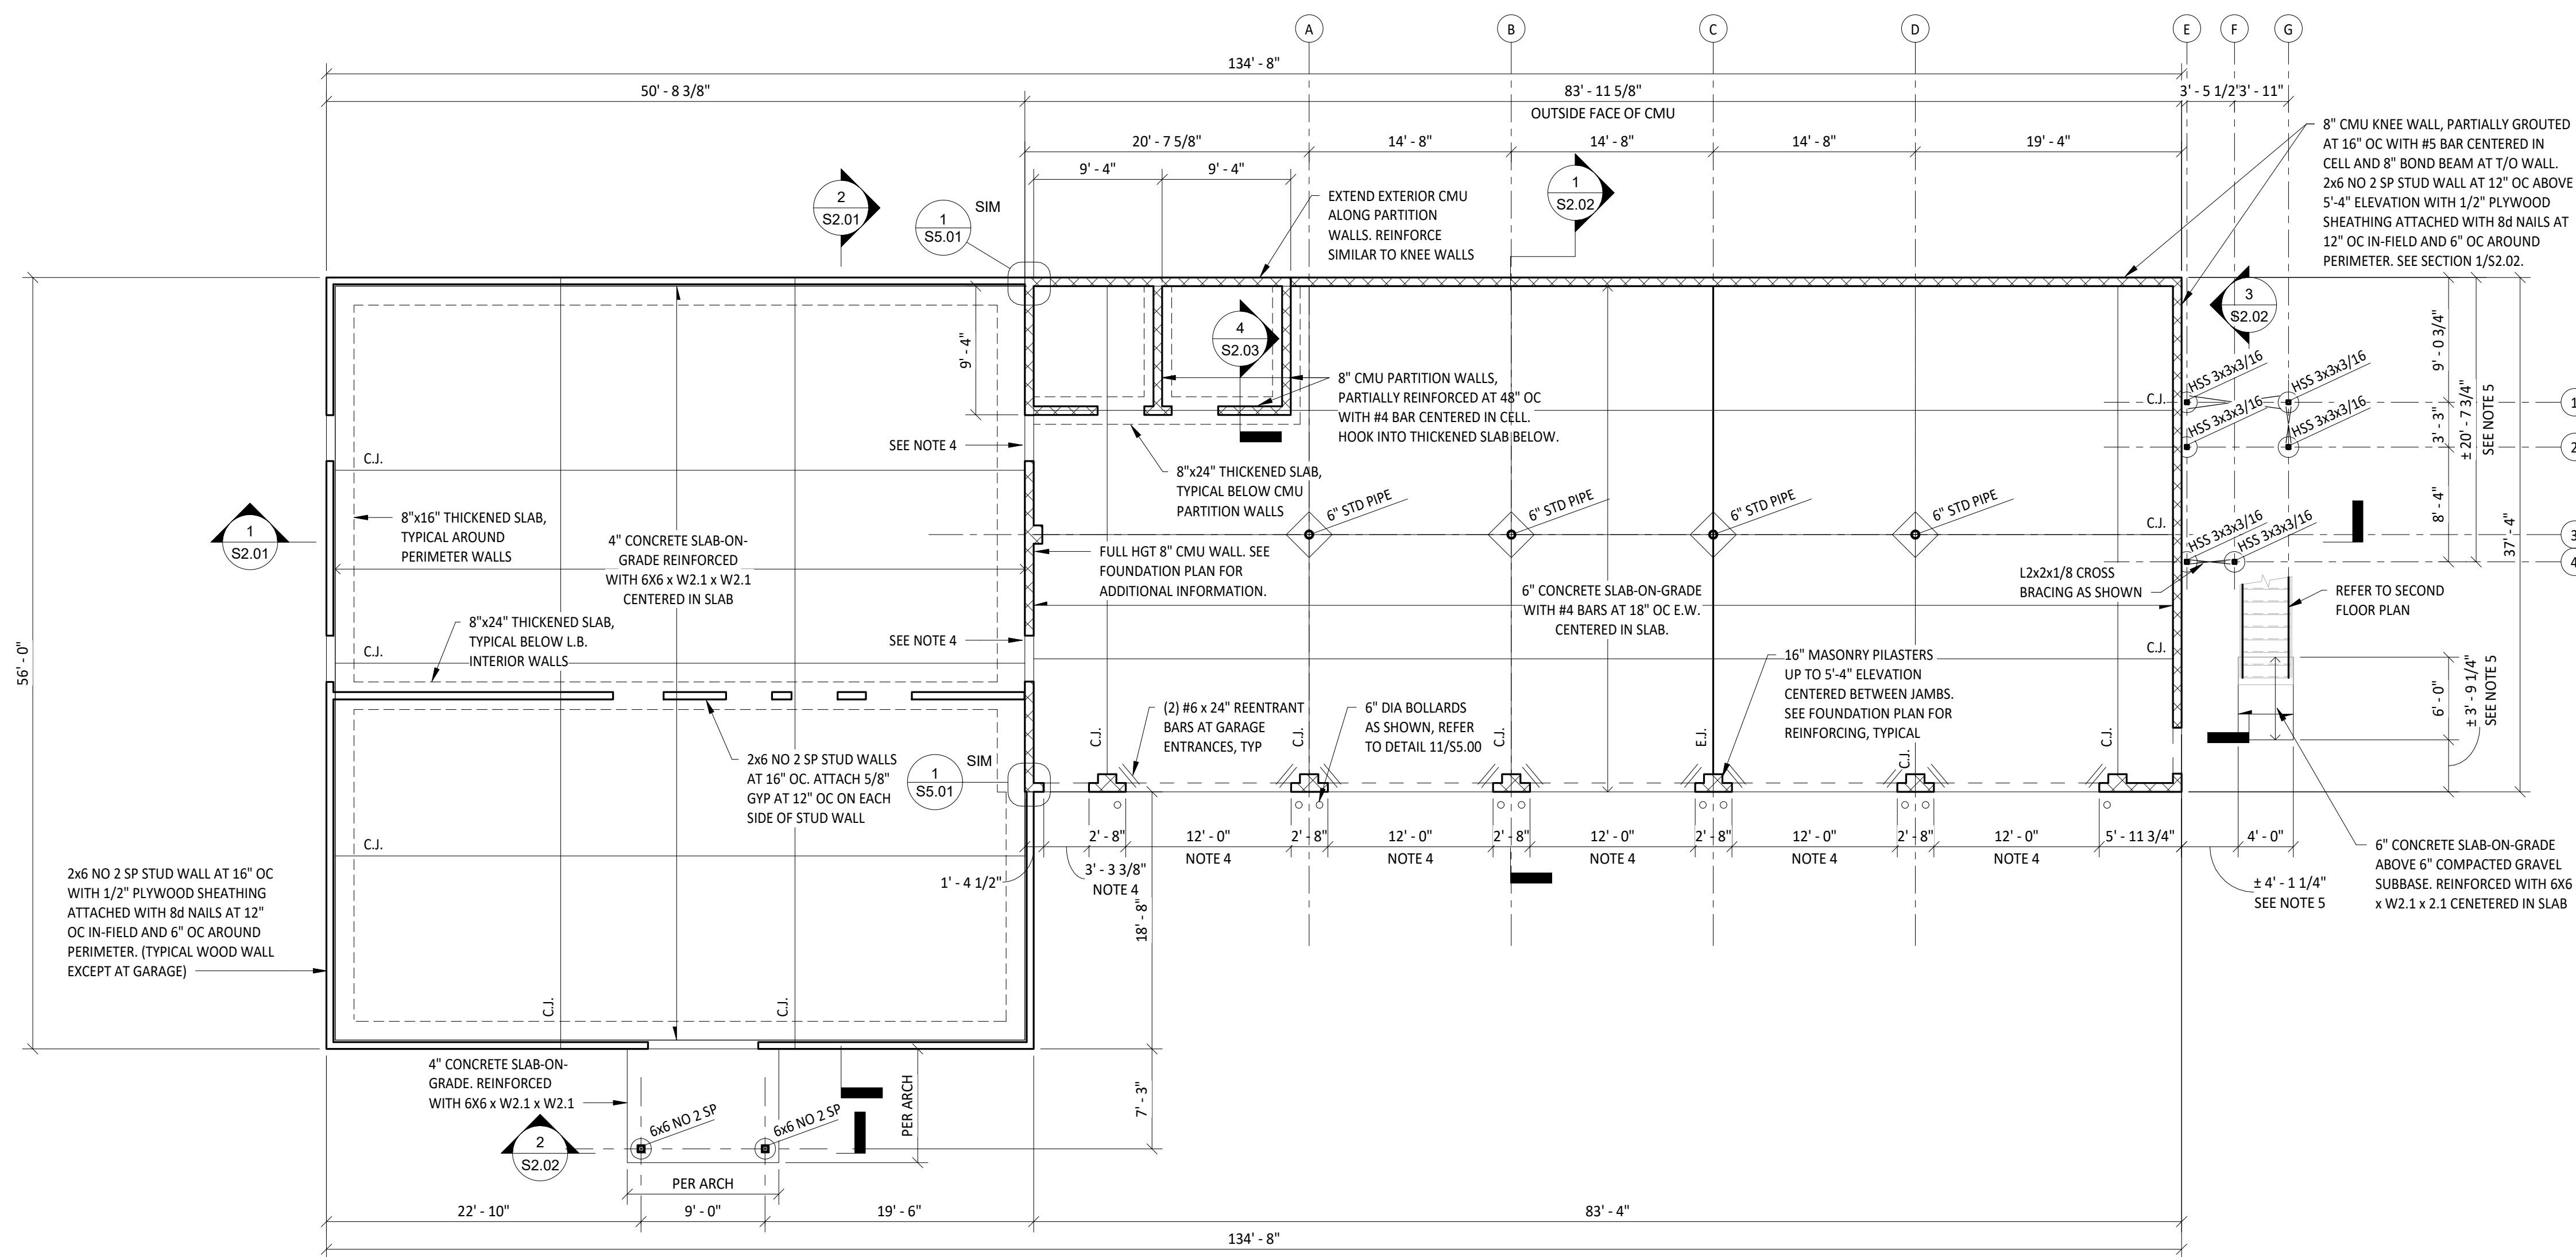 A
B
C
D
E
F
G
134' - 8"
50' - 8 3/8"
83' - 11 5/8"
OUTSIDE FACE OF CMU
3' - 5 1/2"
3' - 11"
20' - 7 5/8"
14' - 8"
14' - 8"
14' - 8"
19' - 4"
9' - 4"
9' - 4"
8" CMU KNEE WALL, PARTIALLY GROUTED
AT 16" OC WITH #5 BAR CENTERED IN
CELL AND 8" BOND BEAM AT T/O WALL.
2x6 NO 2 SP STUD WALL AT 12" OC ABOVE
5'-4" ELEVATION WITH 1/2" PLYWOOD
SHEATHING ATTACHED WITH 8d NAILS AT
12" OC IN-FIELD AND 6" OC AROUND
PERIMETER. SEE SECTION 1/S2.02.
2
S2.01
1
S5.01
SIM
EXTEND EXTERIOR CMU
ALONG PARTITION
WALLS. REINFORCE
SIMILAR TO KNEE WALLS
1
S2.02
3
S2.02
4
S2.03
9' - 4"
8" CMU PARTITION WALLS,
PARTIALLY REINFORCED AT 48" OC
WITH #4 BAR CENTERED IN CELL.
HOOK INTO THICKENED SLAB BELOW.
C.J.
HSS 3x3x3/16
HSS 3x3x3/16
HSS 3x3x3/16
HSS 3x3x3/16
9' - 0 3/4"
3' - 3"
± 20' - 7 3/4"
SEE NOTE 5
8' - 4"
37' - 4"
1
2
3
4
SEE NOTE 4
C.J.
8"x24" THICKENED SLAB,
TYPICAL BELOW CMU
PARTITION WALLS
6" STD PIPE
6" STD PIPE
6" STD PIPE
6" STD PIPE
C.J.
HSS 3x3x3/16
HSS 3x3x3/16
1
S2.01
8"x16" THICKENED SLAB,
TYPICAL AROUND
PERIMETER WALLS
4" CONCRETE SLAB-ON-
GRADE REINFORCED
WITH 6X6 x W2.1 x W2.1
CENTERED IN SLAB
FULL HGT 8" CMU WALL. SEE
FOUNDATION PLAN FOR
ADDITIONAL INFORMATION.
6" CONCRETE SLAB-ON-GRADE
WITH #4 BARS AT 18" OC E.W.
CENTERED IN SLAB.
L2x2x1/8 CROSS
BRACING AS SHOWN
REFER TO SECOND
FLOOR PLAN
56' - 0"
8"x24" THICKENED SLAB,
TYPICAL BELOW L.B.
INTERIOR WALLS
C.J.
SEE NOTE 4
C.J.
16" MASONRY PILASTERS
UP TO 5'-4" ELEVATION
CENTERED BETWEEN JAMBS.
SEE FOUNDATION PLAN FOR
REINFORCING, TYPICAL
6' - 0"
± 3' - 9 1/4"
SEE NOTE 5
(2) #6 x 24" REENTRANT
BARS AT GARAGE
ENTRANCES, TYP
6" DIA BOLLARDS
AS SHOWN, REFER
TO DETAIL 11/S5.00
C.J.
C.J.
C.J.
E.J.
C.J.
C.J.
2x6 NO 2 SP STUD WALLS
AT 16" OC. ATTACH 5/8"
GYP AT 12" OC ON EACH
SIDE OF STUD WALL
1
S5.01
SIM
C.J.
2' - 8"
12' - 0"
NOTE 4
2' - 8"
12' - 0"
NOTE 4
2' - 8"
12' - 0"
NOTE 4
2' - 8"
12' - 0"
NOTE 4
2' - 8"
12' - 0"
NOTE 4
5' - 11 3/4"
4' - 0"
1' - 4 1/2"
3' - 3 3/8"
NOTE 4
± 4' - 1 1/4"
SEE NOTE 5
6" CONCRETE SLAB-ON-GRADE
ABOVE 6" COMPACTED GRAVEL
SUBBASE. REINFORCED WITH 6X6
x W2.1 x 2.1 CENETERED IN SLAB
2x6 NO 2 SP STUD WALL AT 16" OC
WITH 1/2" PLYWOOD SHEATHING
ATTACHED WITH 8d NAILS AT 12"
OC IN-FIELD AND 6" OC AROUND
PERIMETER. (TYPICAL WOOD WALL
EXCEPT AT GARAGE)
18' - 8"
C.J.
C.J.
4" CONCRETE SLAB-ON-
GRADE. REINFORCED
WITH 6X6 x W2.1 x W2.1
6x6 NO 2 SP
6x6 NO 2 SP
PER ARCH
7' - 3"
2
S2.02
PER ARCH
22' - 10"
9' - 0"
19' - 6"
83' - 4"
134' - 8"